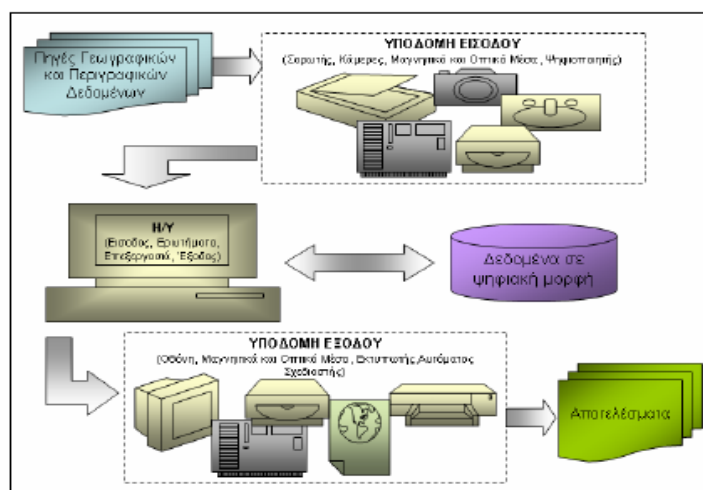 Πηγές Γεωγραφικών
και Περιγραφικών
Δεδομένων
ΥΠΟΔΟΜΗ ΕΙΣΟΔΟΥ
(Σαρωτής, Κάμερες, Μαγνητικά και Οπτικά Μέσα, Ψηφιοποιητής)
Η/Υ
(Είσοδος, Ερωτήματα,
Επεξεργασία, Έξοδος)
Δεδομένα σε
ψηφιακή μορφή
ΥΠΟΔΟΜΗ ΕΞΟΔΟΥ
(Οθόνη, Μαγνητικά και Οπτικά Μέσα, Εκτυπωτής,Αυτόματος
Σχεδιαστής)
Αποτελέσματα